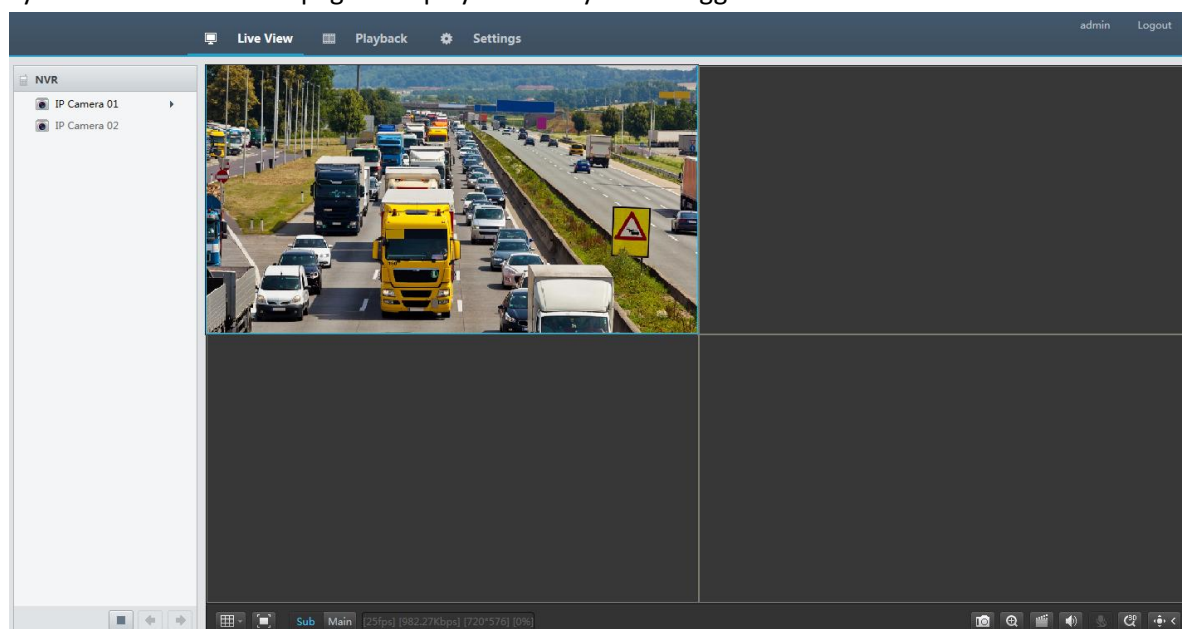 admin Logout
Live View Playback Settings
NVR
IP Camera 01
IP Camera 02
Sub Main [25fps] [982.27Kbps] [720*576] [0%]
3D